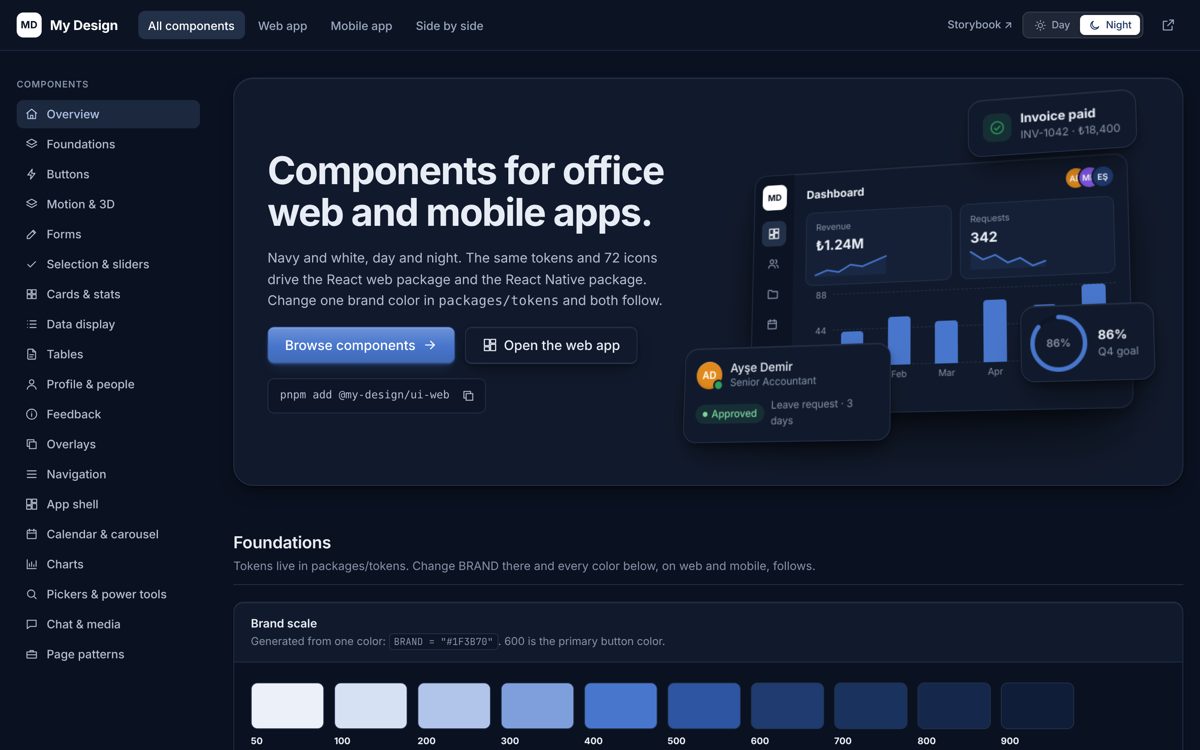 MD My Design All components Web app Mobile app Side by side Storybook ↗ Day Night
COMPONENTS
Overview
Foundations
Buttons
Motion & 3D
Forms
Selection & sliders
Cards & stats
Data display
Tables
Profile & people
Feedback
Overlays
Navigation
App shell
Calendar & carousel
Charts
Pickers & power tools
Chat & media
Page patterns
Components for office
web and mobile apps.
Navy and white, day and night. The same tokens and 72 icons
drive the React web package and the React Native package.
Change one brand color in packages/tokens and both follow.
Browse components →
Open the web app
pnpm add @my-design/ui-web
Invoice paid
INV-1042 · ₺18,400
MD
Dashboard
EŞ
Revenue
₺1.24M
Requests
342
88
44
Feb Mar Apr
86%
86%
Q4 goal
AD
Ayşe Demir
Senior Accountant
Approved
Leave request · 3
days
Foundations
Tokens live in packages/tokens. Change BRAND there and every color below, on web and mobile, follows.
Brand scale
Generated from one color: BRAND = "#1F3B70". 600 is the primary button color.
50 100 200 300 400 500 600 700 800 900